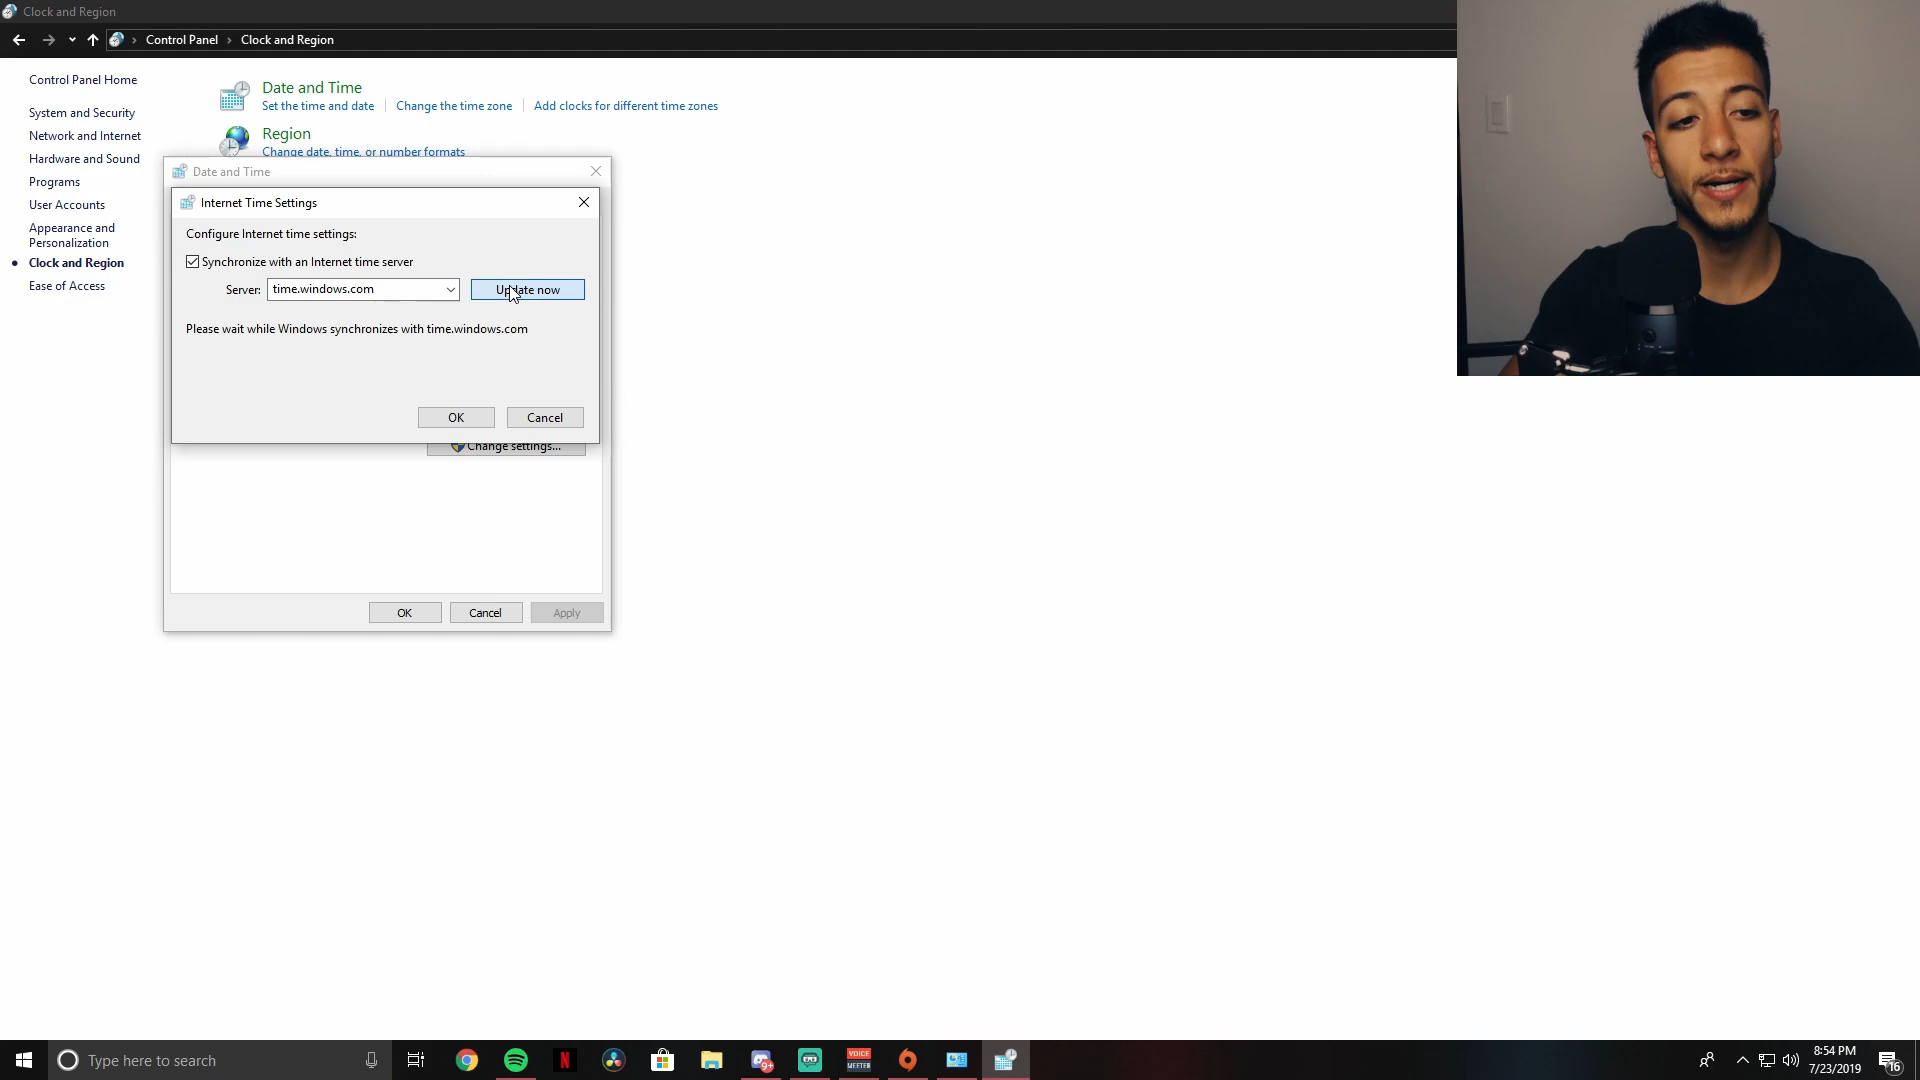 Clock and Region
Control Panel > Clock and Region
Control Panel Home
System and Security
Network and Internet
Hardware and Sound
Programs
User Accounts
Appearance and
Personalization
Clock and Region
Ease of Access
Date and Time
Set the time and date
Change the time zone
Add clocks for different time zones
Region
Change date, time, or number formats
Date and Time
Internet Time Settings
Configure Internet time settings:
Synchronize with an Internet time server
Server: time.windows.com
Update now
Please wait while Windows synchronizes with time.windows.com
OK Cancel
Change settings...
OK Cancel Apply
Type here to search
N
9+
VOICE
MEETER
8:54 PM
7/23/2019
16